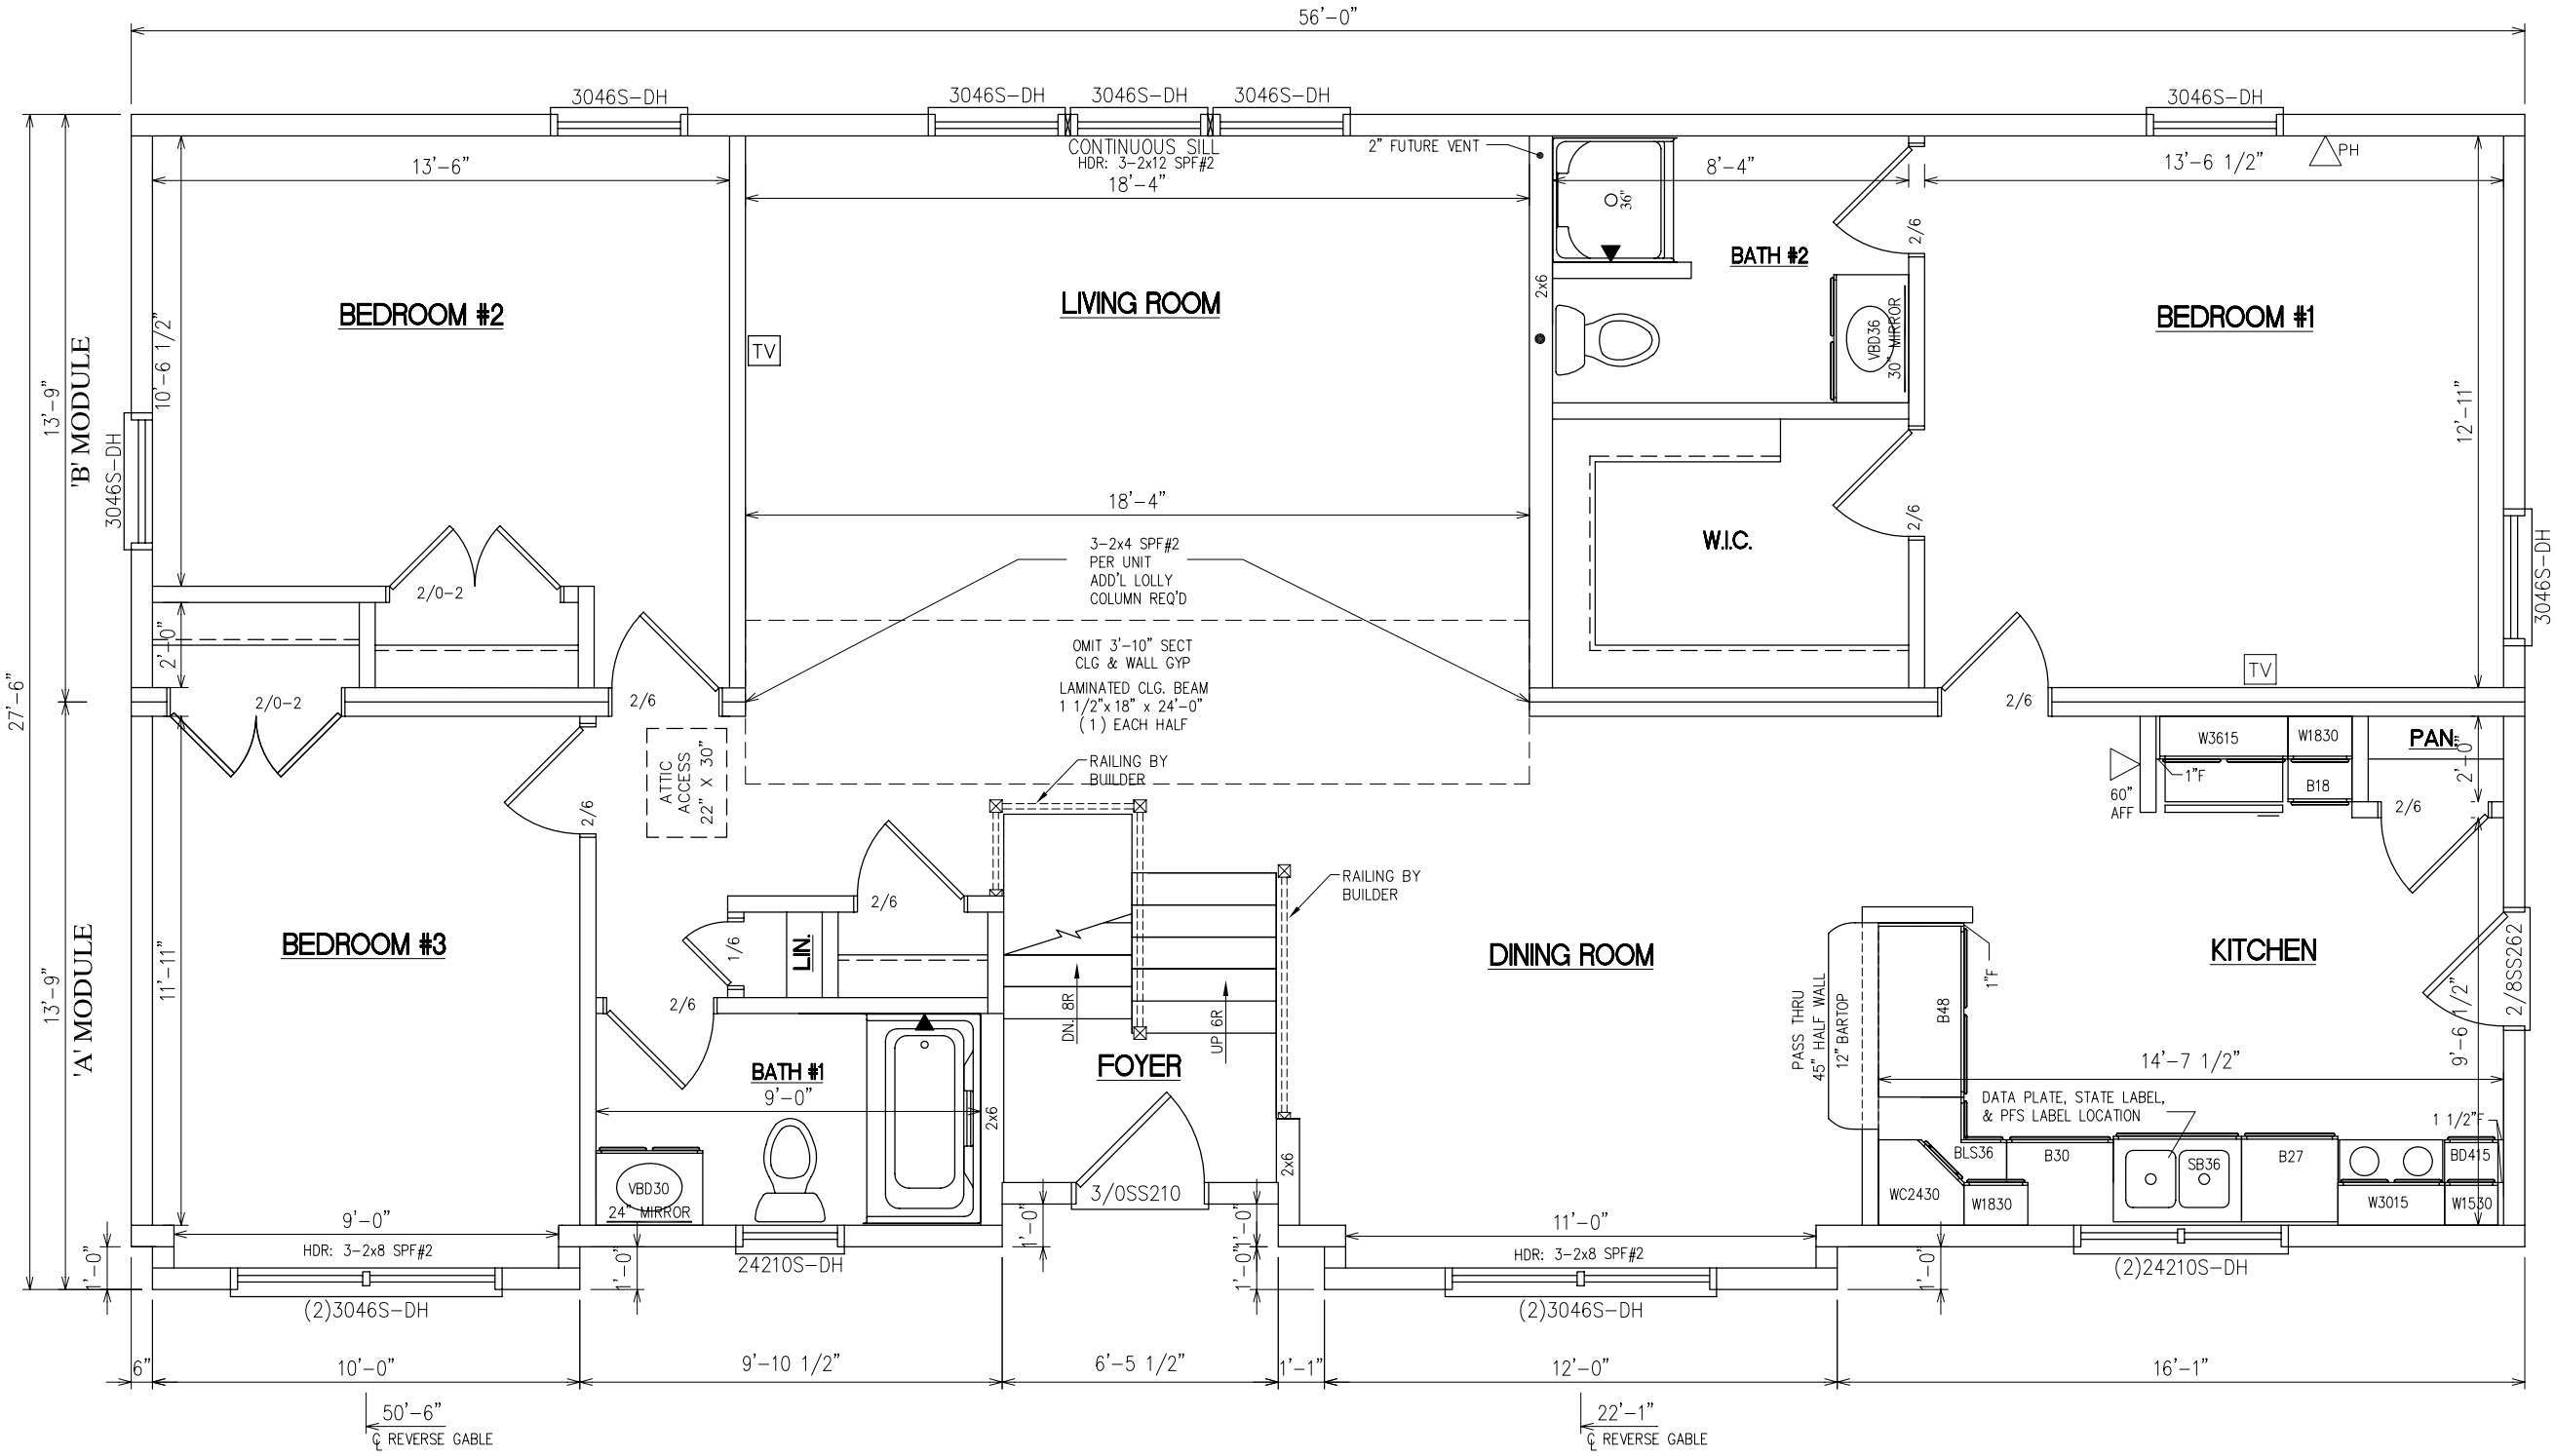 56'-0"
3046S-DH
3046S-DH
3046S-DH
3046S-DH
3046S-DH
CONTINUOUS SILL
HDR: 3-2x12 SPF#2
2" FUTURE VENT
PH
13'-6"
18'-4"
8'-4"
13'-6 1/2"
36"
2/6
BATH #2
2x6
BEDROOM #2
LIVING ROOM
BEDROOM #1
10'-6 1/2"
TV
VBD36
30" MIRROR
13'-9"
'B' MODULE
3046S-DH
12'-11"
18'-4"
2/6
W.I.C.
3046S-DH
3-2x4 SPF#2
PER UNIT
ADD'L LOLLY
COLUMN REQ'D
2/0-2
2'-0"
OMIT 3'-10" SECT
CLG & WALL GYP
LAMINATED CLG. BEAM
1 1/2"x 18" x 24'-0"
(1) EACH HALF
TV
27'-6"
2/0-2
2/6
2/6
W3615
W1830
PAN.
ATTIC
ACCESS
22" X 30"
RAILING BY
BUILDER
1"F
B18
2'-0"
60"
AFF
2/6
2/6
RAILING BY
BUILDER
2/6
13'-9"
'A' MODULE
BEDROOM #3
11'-11"
1/6
LIN.
DINING ROOM
KITCHEN
1"F
2/8SS262
2/6
DN. 8R
UP 6R
PASS THRU
45" HALF WALL
12" BARTOP
B48
9'-6 1/2"
BATH #1
9'-0"
FOYER
14'-7 1/2"
2x6
DATA PLATE, STATE LABEL,
& PFS LABEL LOCATION
1 1/2"F
2x6
BLS36
B30
SB36
B27
BD415
VBD30
24" MIRROR
3/0SS210
WC2430
W1830
W3015
W1530
9'-0"
HDR: 3-2x8 SPF#2
1'-0"
1'-0"
11'-0"
HDR: 3-2x8 SPF#2
1'-0"
1'-0"
24210S-DH
1'-0"
1'-0"
(2)24210S-DH
(2)3046S-DH
(2)3046S-DH
6"
10'-0"
9'-10 1/2"
6'-5 1/2"
1'-1"
12'-0"
16'-1"
50'-6"
℄ REVERSE GABLE
22'-1"
℄ REVERSE GABLE